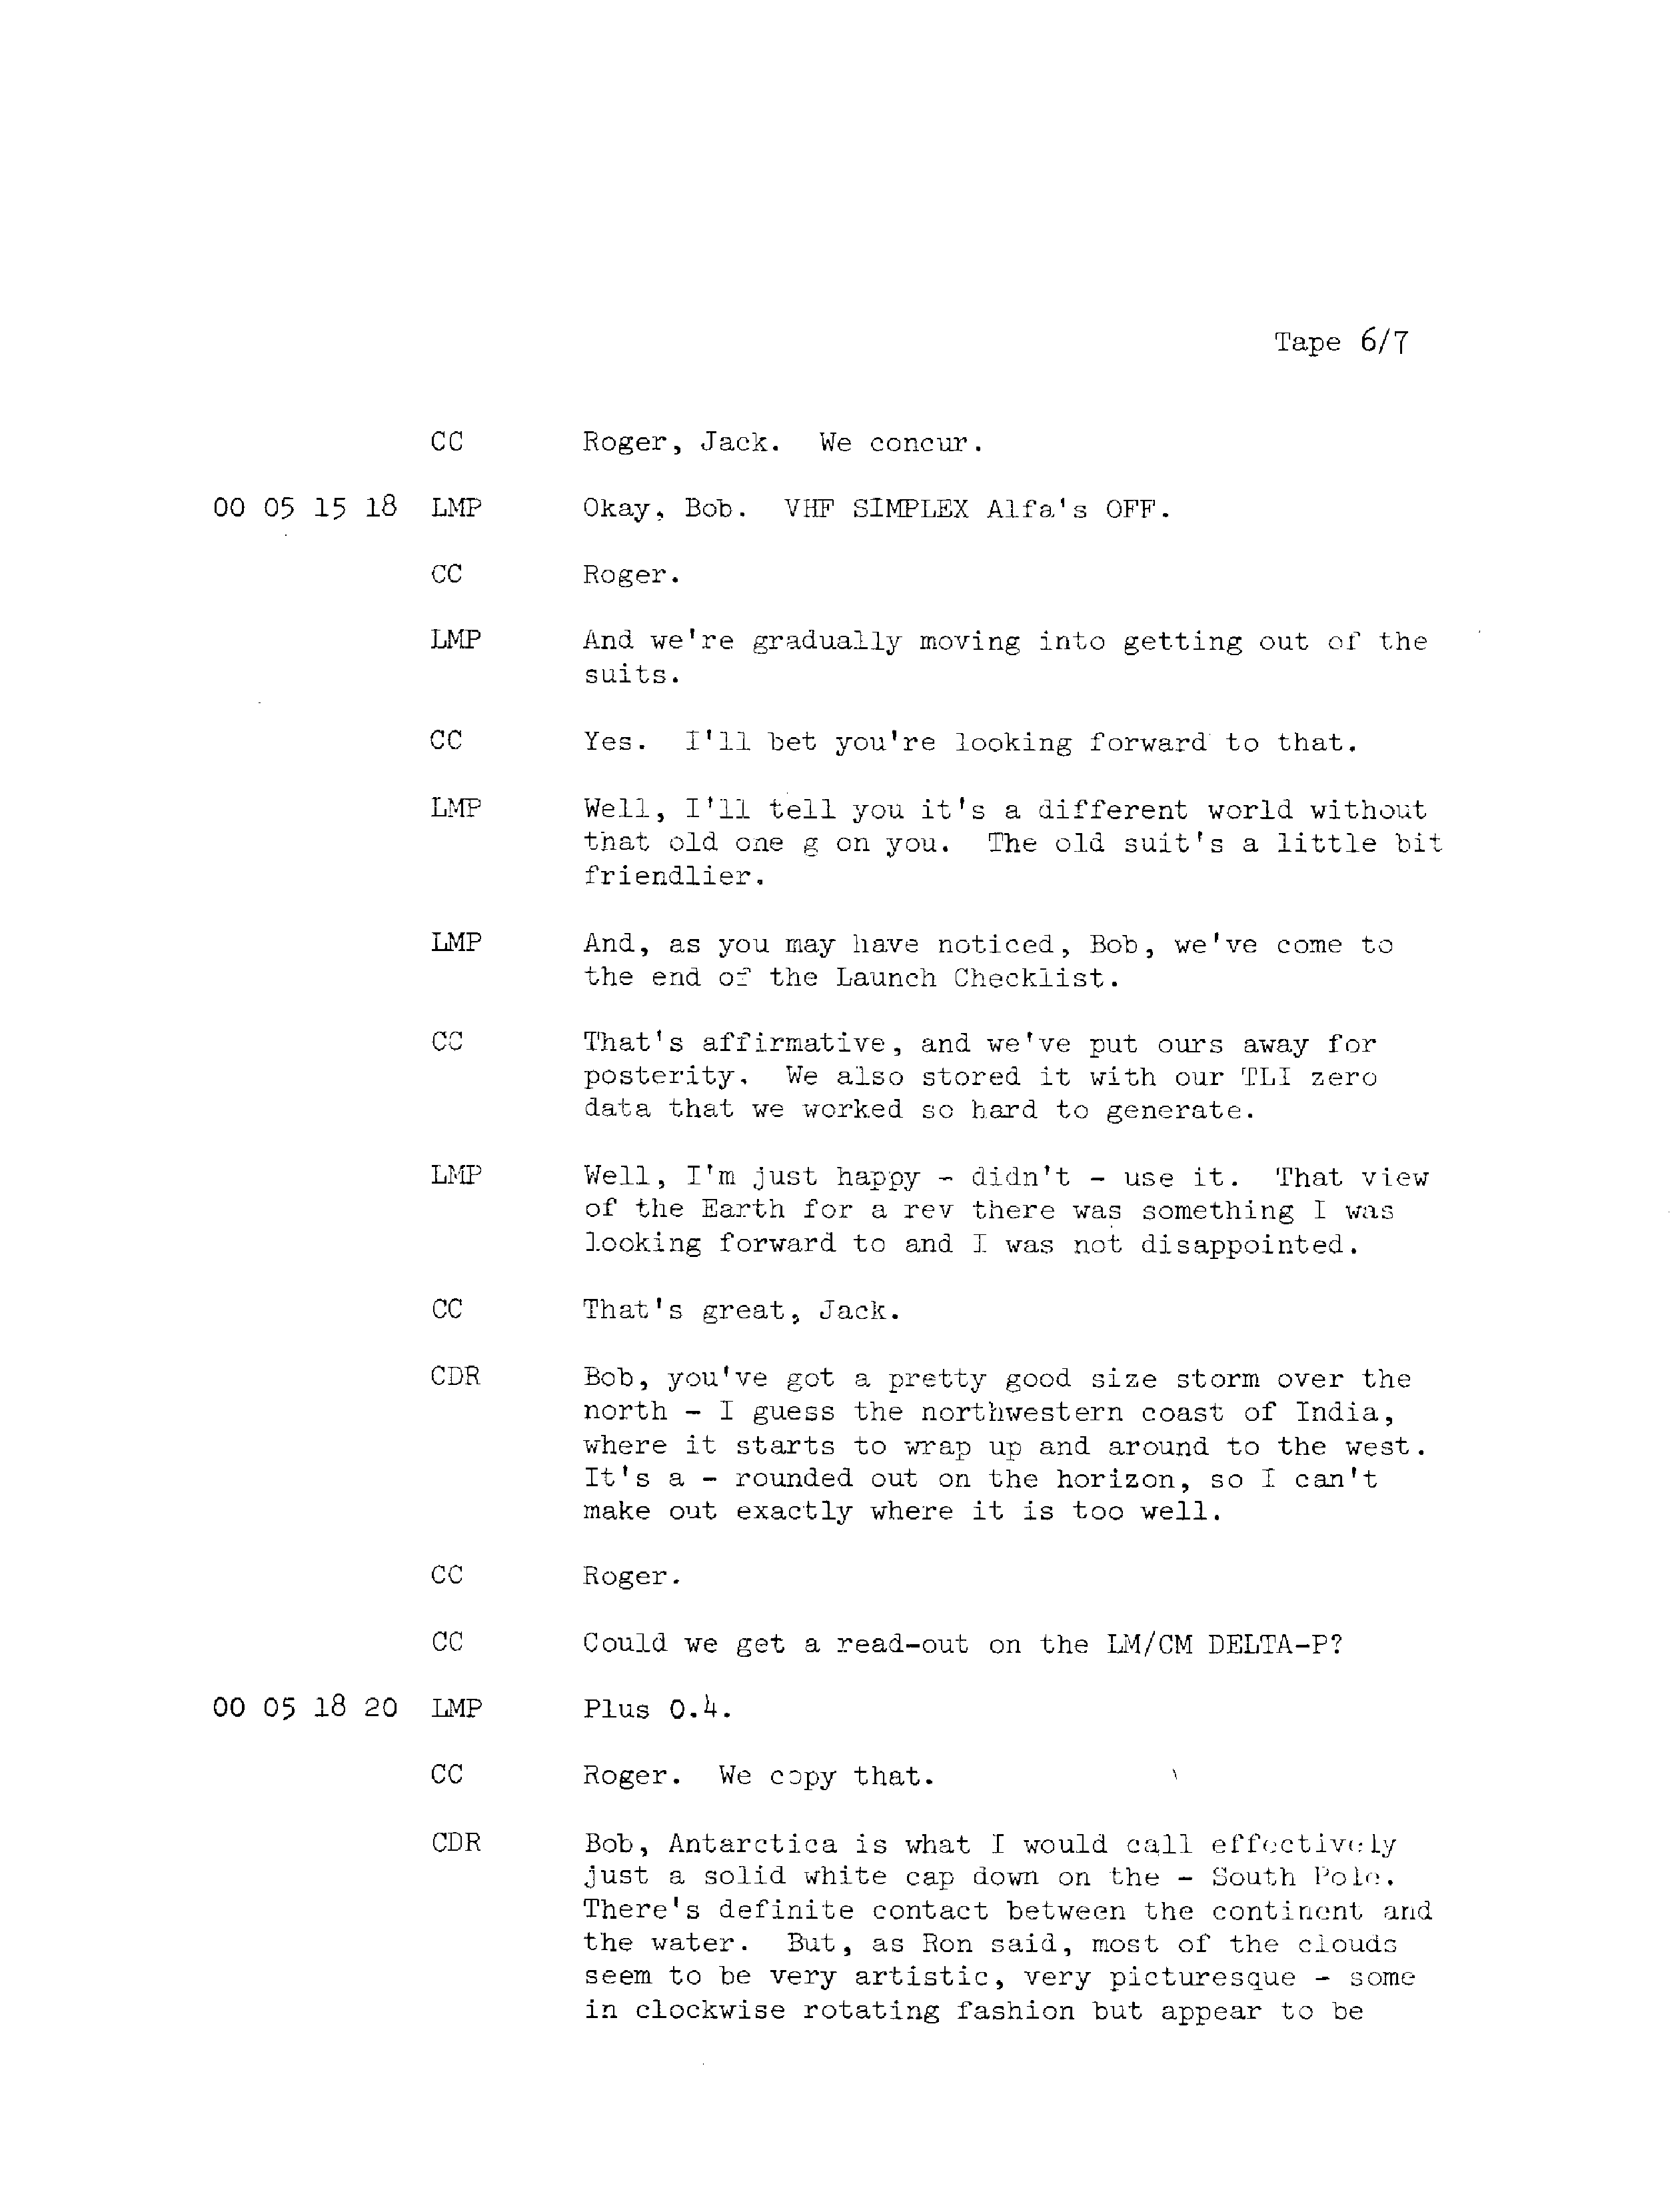 Tape 6/7
CC Roger, Jack. We concur.
00 05 15 18 LMP Okay, Bob. VHF SIMPLEX Alfa's OFF.
CC Roger.
LMP And we're gradually moving into getting out of the
suits.
CC Yes. I'll bet you're looking forward to that.
LMP Well, I'll tell you it's a different world without
that old one g on you. The old suit's a little bit
friendlier.
LMP And, as you may have noticed, Bob, we've come to
the end of the Launch Checklist.
CC That's affirmative, and we've put ours away for
posterity. We also stored it with our TLI zero
data that we worked so hard to generate.
LMP Well, I'm just happy - didn't - use it. That view
of the Earth for a rev there was something I was
looking forward to and I was not disappointed.
CC That's great, Jack.
CDR Bob, you've got a pretty good size storm over the
north - I guess the northwestern coast of India,
where it starts to wrap up and around to the west.
It's a - rounded out on the horizon, so I can't
make out exactly where it is too well.
CC Roger.
CC Could we get a read-out on the LM/CM DELTA-P?
00 05 18 20 LMP Plus 0.4.
CC Roger. We copy that.
CDR Bob, Antarctica is what I would call effectively
just a solid white cap down on the - South Pole.
There's definite contact between the continent and
the water. But, as Ron said, most of the clouds
seem to be very artistic, very picturesque - some
in clockwise rotating fashion but appear to be